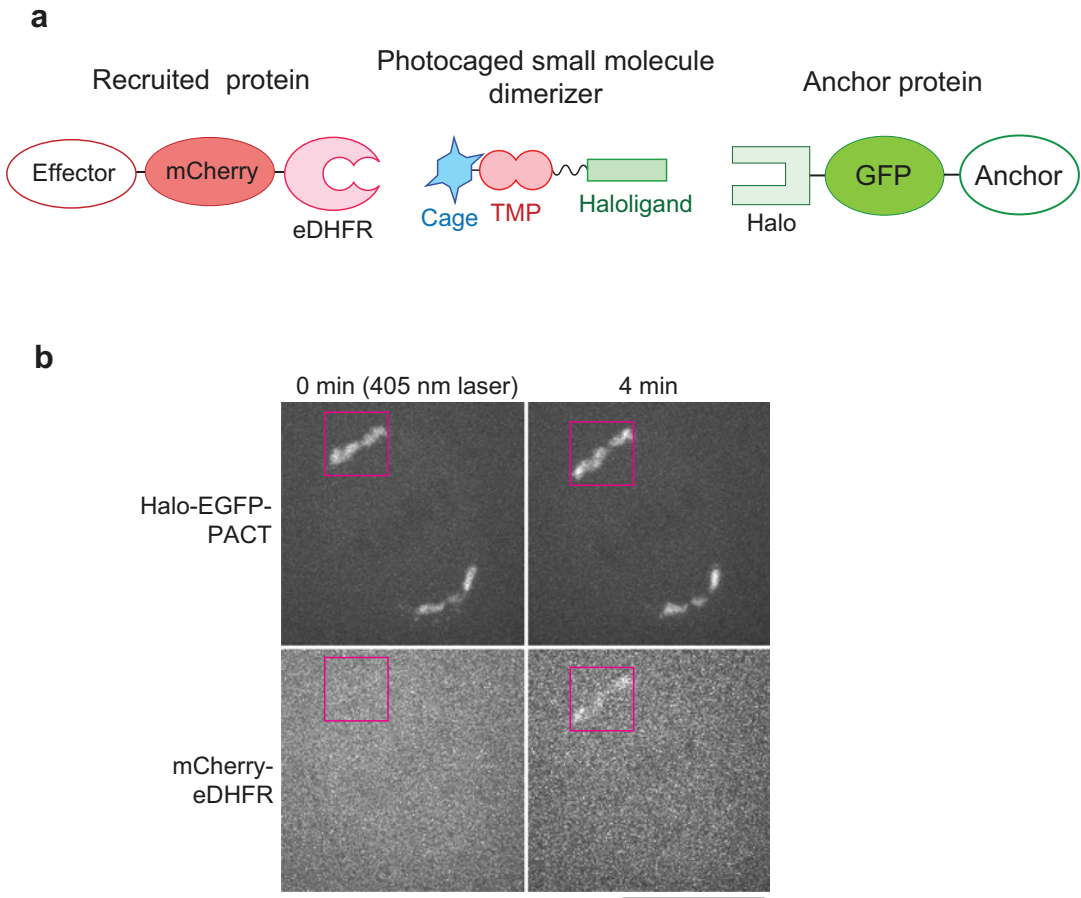 a
Recruited protein
Photocaged small molecule
dimerizer
Anchor protein
Effector
mCherry
eDHFR
Cage
TMP
Haloligand
Halo
GFP
Anchor
b
0 min (405 nm laser)
4 min
Halo-EGFP-
PACT
mCherry-
eDHFR